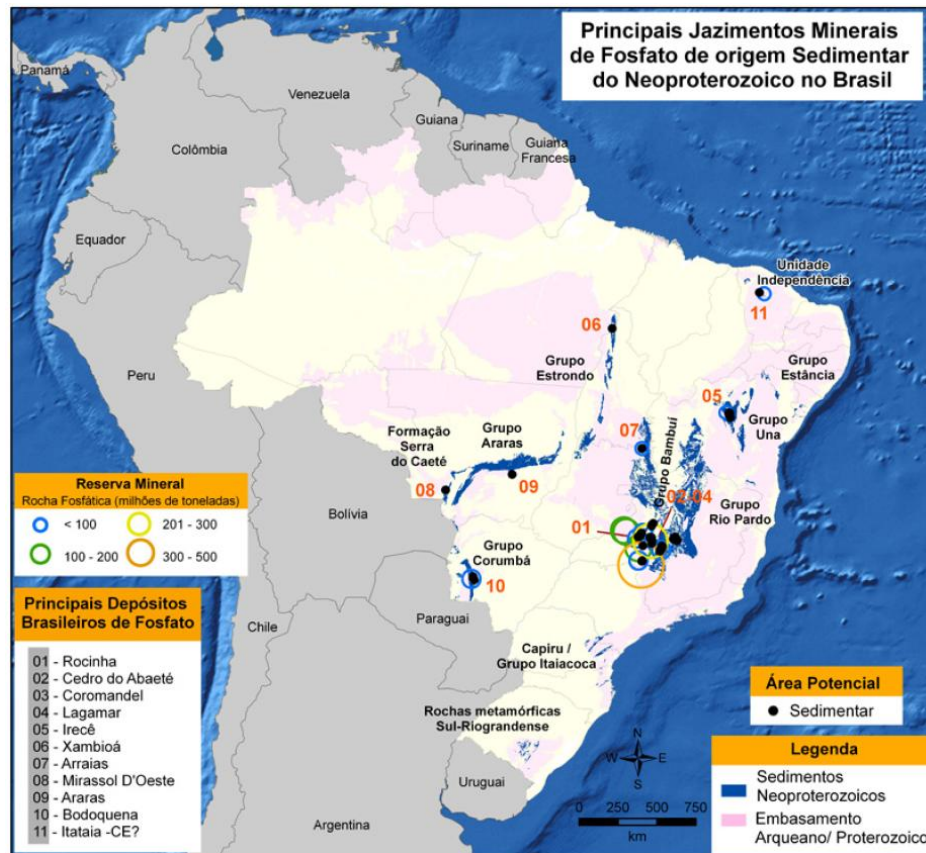 Principais Jazimentos Minerais
de Fosfato de origem Sedimentar
do Neoproterozoico no Brasil
Panamá
Venezuela
Guiana
Suriname
Guiana
Francesa
Colômbia
Equador
Peru
Bolívia
Chile
Paraguai
Argentina
Uruguai
Unidade
Independência
11
06
Grupo
Estrondo
Grupo
Estância
05
Grupo
Una
07
Grupo Bambuí
02-04
Grupo
Rio Pardo
01
Formação
Serra
do Caeté
Grupo
Araras
08
09
Grupo
Corumbá
10
Capiru /
Grupo Itaiacoca
Rochas metamórficas
Sul-Riograndense
Reserva Mineral
Rocha Fosfática (milhões de toneladas)
< 100
201 - 300
100 - 200
300 - 500
Principais Depósitos
Brasileiros de Fosfato
01 - Rocinha
02 - Cedro do Abaeté
03 - Coromandel
04 - Lagamar
05 - Irecê
06 - Xambioá
07 - Arraias
08 - Mirassol D'Oeste
09 - Araras
10 - Bodoquena
11 - Itataia -CE?
Área Potencial
Sedimentar
N
W
E
S
0 250 500 750
km
Legenda
Sedimentos
Neoproterozoicos
Embasamento
Arqueano/ Proterozoico